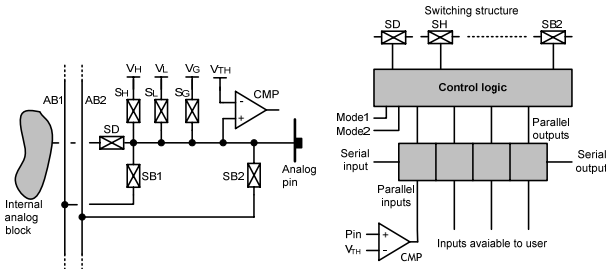 Switching structure
SD SH SB2
VH VL VG VTH
AB1 AB2 SH SL SG CMP
Control logic
SD
Mode1
Mode2
Parallel outputs
Analog pin
Serial input
Serial output
SB1 SB2
Parallel inputs
Internal analog block
Pin
VTH
CMP
Inputs avaiable to user
- +
+ -